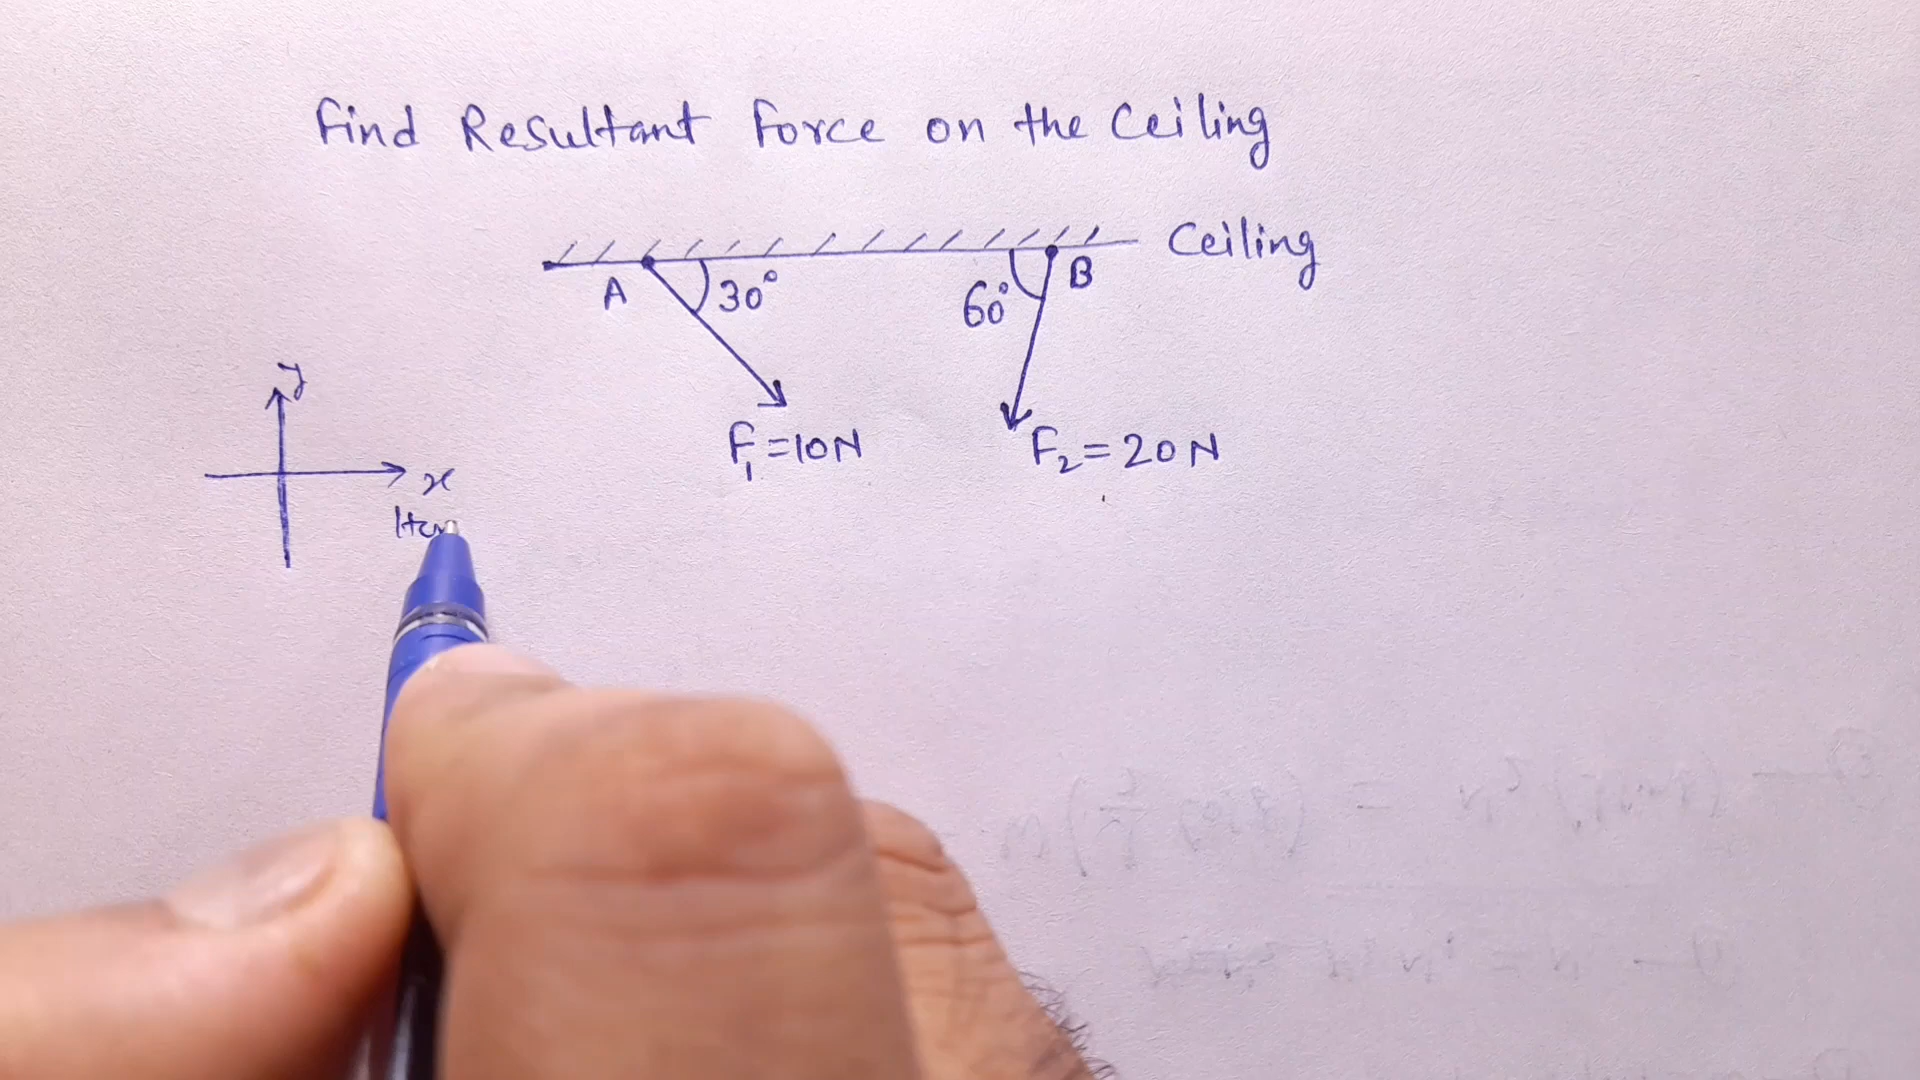 Find Resultant Force on the Ceiling
Ceiling
A 30° 60° B
y
F₁=10N F₂=20N
x